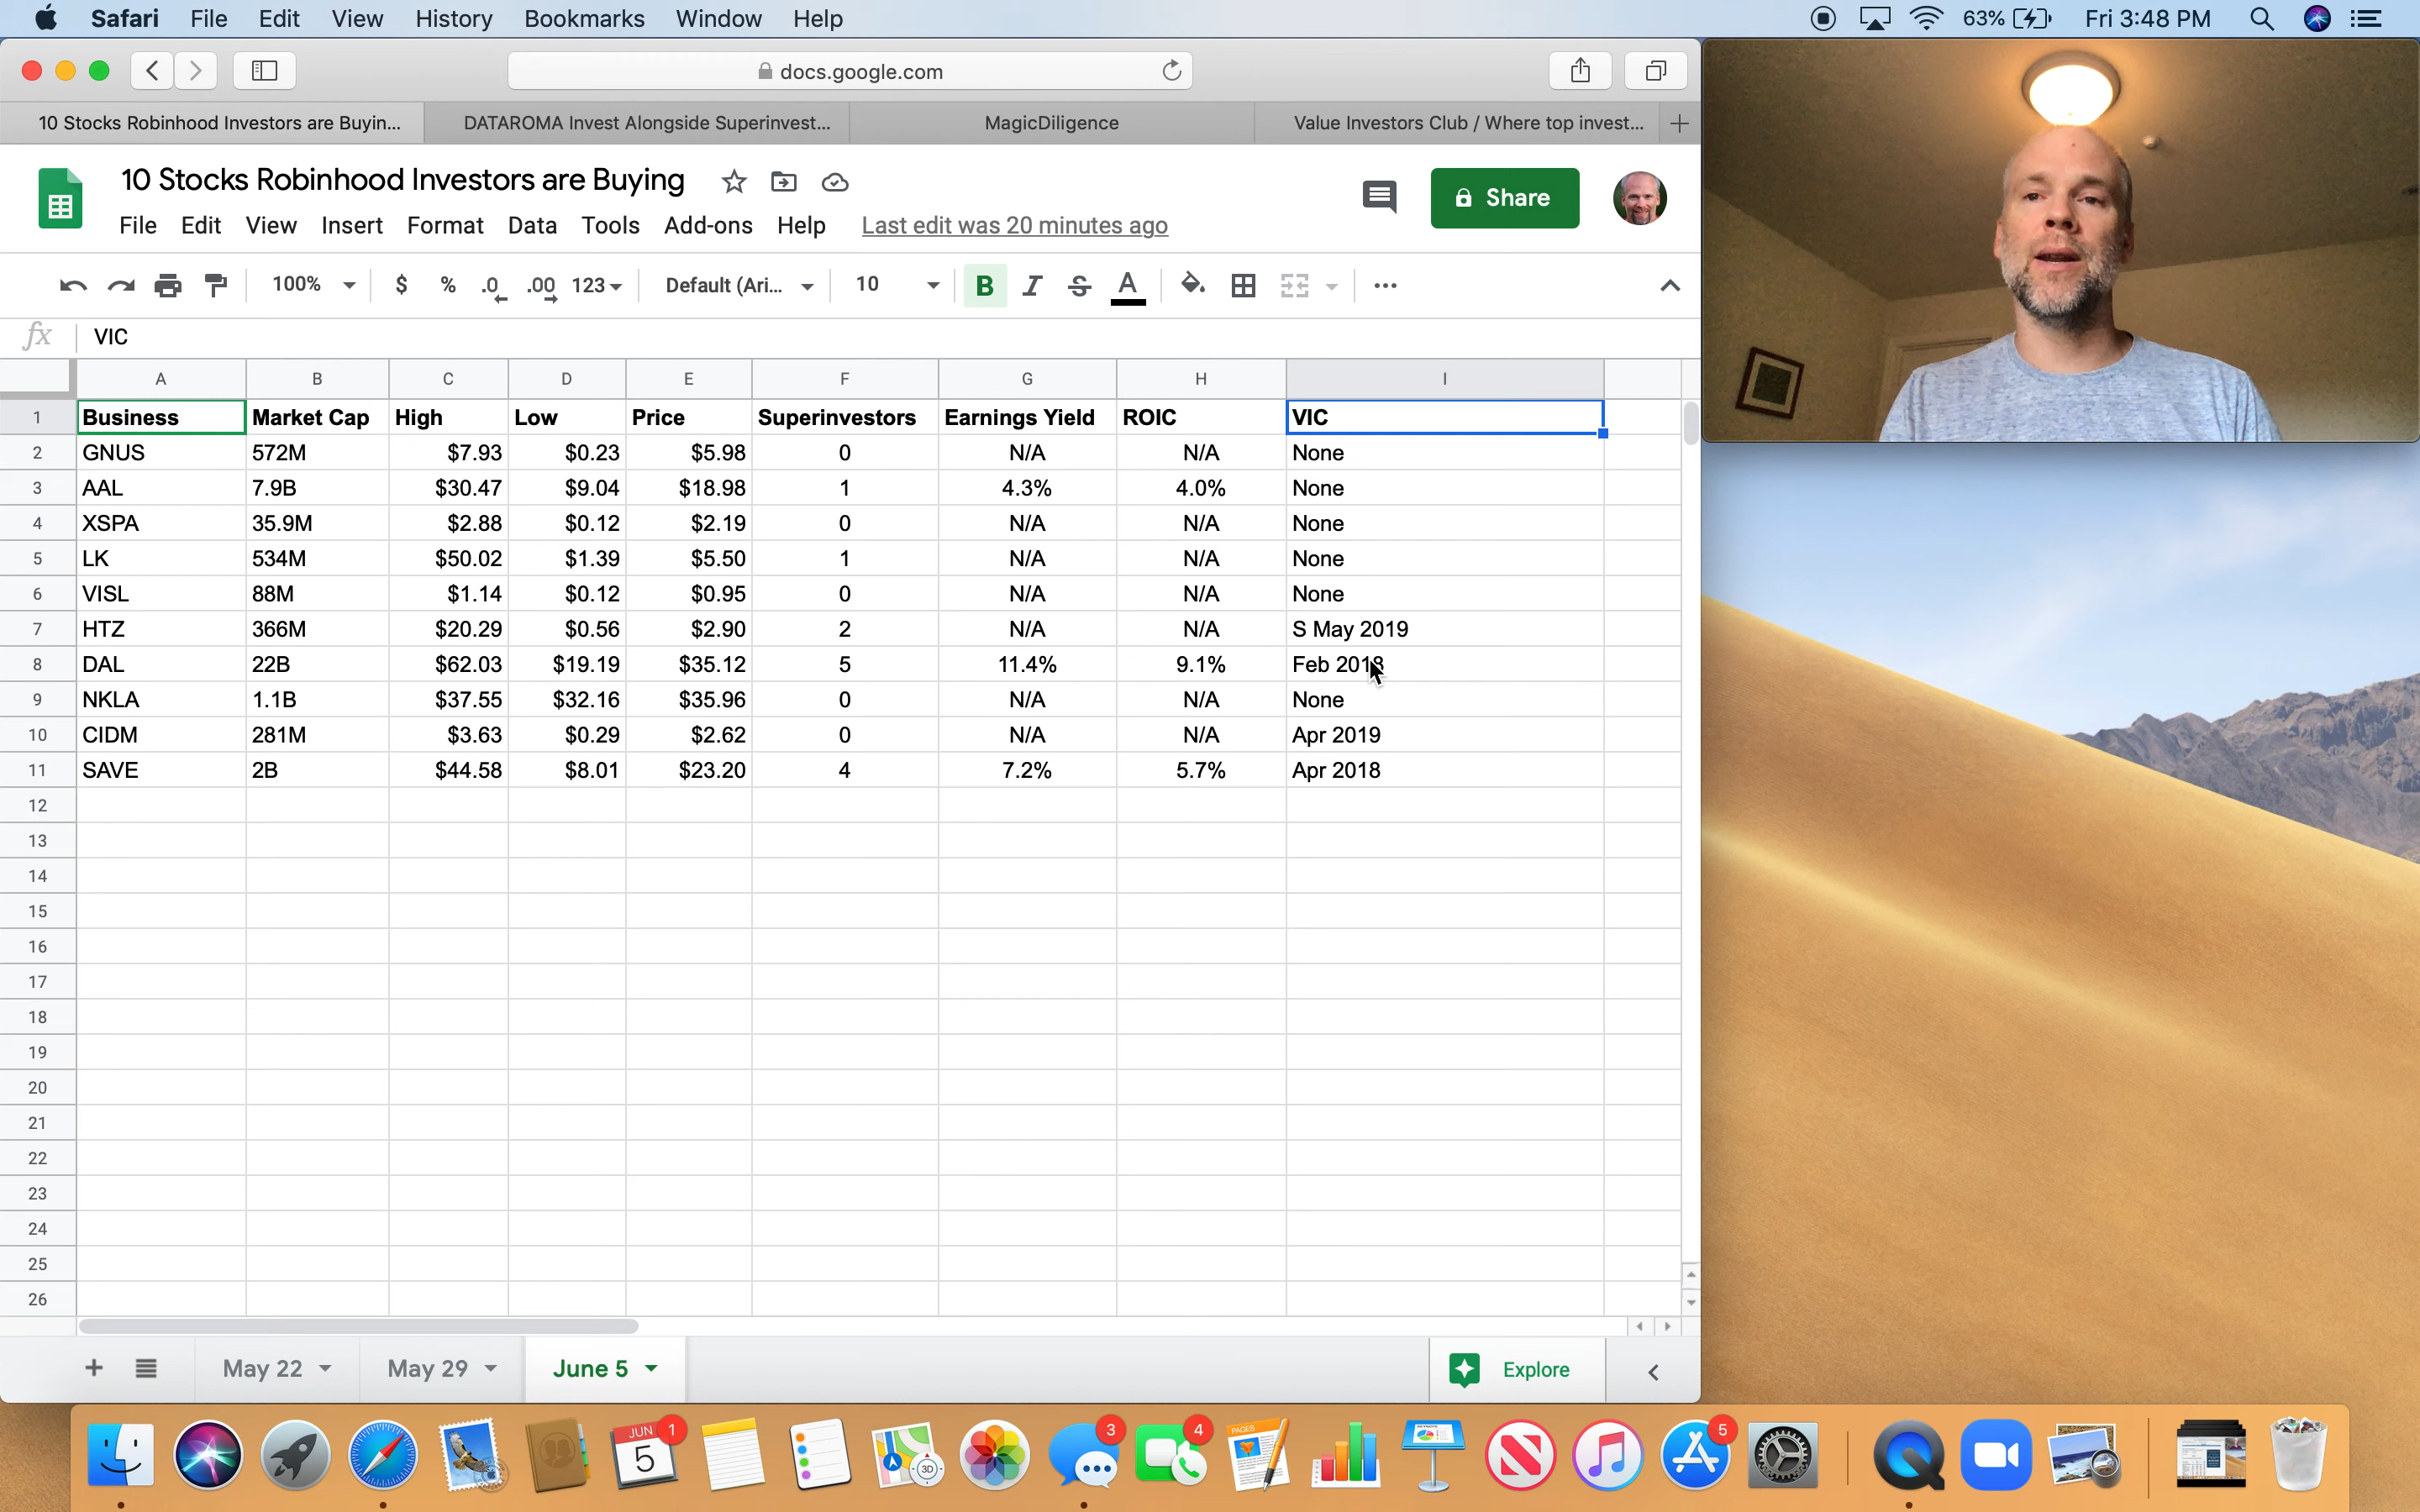 Safari File Edit View History Bookmarks Window Help 63% Fri 3:48 PM
docs.google.com
10 Stocks Robinhood Investors are Buyin... DATAROMA Invest Alongside Superinvest... MagicDiligence Value Investors Club / Where top invest...
10 Stocks Robinhood Investors are Buying
Share
File Edit View Insert Format Data Tools Add-ons Help Last edit was 20 minutes ago
100% $ % .0 .00 123 Default (Ari... 10 B I S A
fx VIC
A B C D E F G H I
1 Business Market Cap High Low Price Superinvestors Earnings Yield ROIC VIC
2 GNUS 572M $7.93 $0.23 $5.98 0 N/A N/A None
3 AAL 7.9B $30.47 $9.04 $18.98 1 4.3% 4.0% None
4 XSPA 35.9M $2.88 $0.12 $2.19 0 N/A N/A None
5 LK 534M $50.02 $1.39 $5.50 1 N/A N/A None
6 VISL 88M $1.14 $0.12 $0.95 0 N/A N/A None
7 HTZ 366M $20.29 $0.56 $2.90 2 N/A N/A S May 2019
8 DAL 22B $62.03 $19.19 $35.12 5 11.4% 9.1% Feb 2018
9 NKLA 1.1B $37.55 $32.16 $35.96 0 N/A N/A None
10 CIDM 281M $3.63 $0.29 $2.62 0 N/A N/A Apr 2019
11 SAVE 2B $44.58 $8.01 $23.20 4 7.2% 5.7% Apr 2018
12
13
14
15
16
17
18
19
20
21
22
23
24
25
26
May 22 May 29 June 5 Explore
JUN 5 1 3D 3 4 PAGES 5